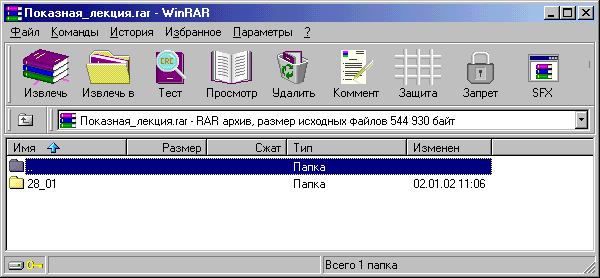 Показная_лекция.rar - WinRAR
Файл Команды История Избранное Параметры ?
CRC
Извлечь Извлечь в Тест Просмотр Удалить Коммент Защита Запрет SFX
Показная_лекция.rar - RAR архив, размер исходных файлов 544 930 байт
Имя Размер Сжат Тип Изменен
.. Папка
28_01 Папка 02.01.02 11:06
Всего 1 папка